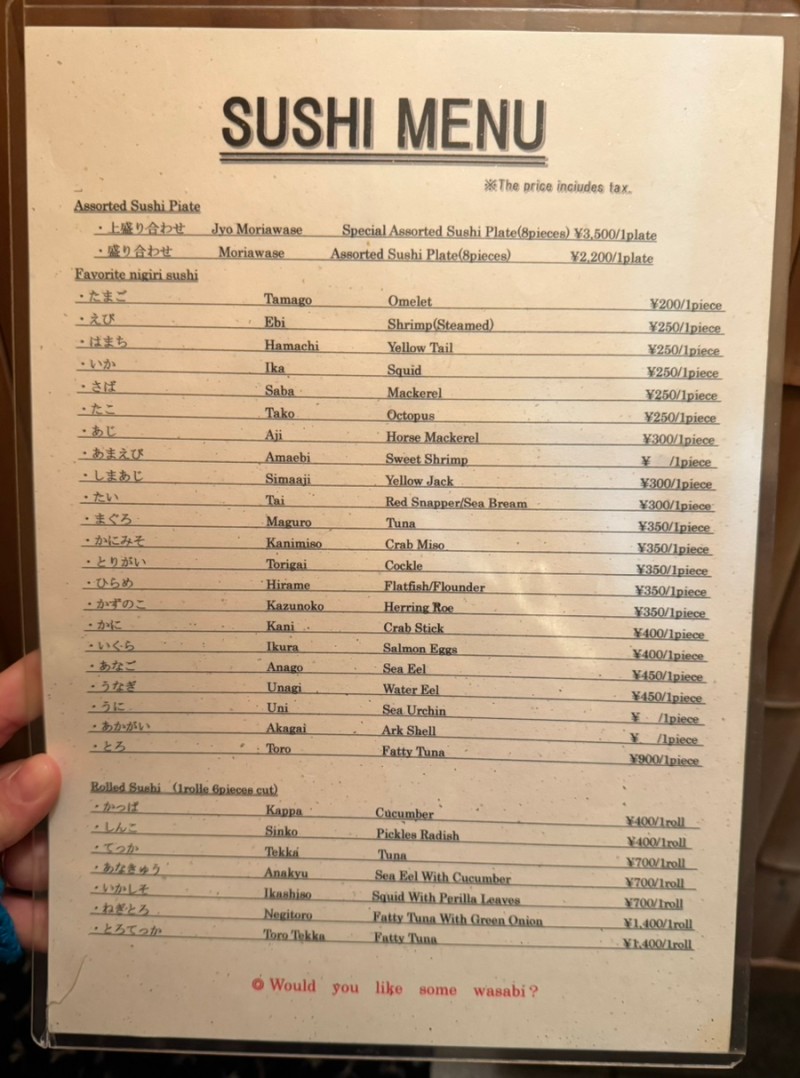 SUSHI MENU
※The price includes tax.
Assorted Sushi Plate
・上盛り合わせ Jyo Moriawase Special Assorted Sushi Plate(8pieces) ¥3,500/1plate
・盛り合わせ Moriawase Assorted Sushi Plate(8pieces) ¥2,200/1plate
Favorite nigiri sushi
・たまご Tamago Omelet ¥200/1piece
・えび Ebi Shrimp(Steamed) ¥250/1piece
・はまち Hamachi Yellow Tail ¥250/1piece
・いか Ika Squid ¥250/1piece
・さば Saba Mackerel ¥250/1piece
・たこ Tako Octopus ¥250/1piece
・あじ Aji Horse Mackerel ¥300/1piece
・あまえび Amaebi Sweet Shrimp ¥ /1piece
・しまあじ Simaaji Yellow Jack ¥300/1piece
・たい Tai Red Snapper/Sea Bream ¥300/1piece
・まぐろ Maguro Tuna ¥350/1piece
・かにみそ Kanimiso Crab Miso ¥350/1piece
・とりがい Torigai Cockle ¥350/1piece
・ひらめ Hirame Flatfish/Flounder ¥350/1piece
・かずのこ Kazunoko Herring Roe ¥350/1piece
・かに Kani Crab Stick ¥400/1piece
・いくら Ikura Salmon Eggs ¥400/1piece
・あなご Anago Sea Eel ¥450/1piece
・うなぎ Unagi Water Eel ¥450/1piece
・うに Uni Sea Urchin ¥ /1piece
・あかがい Akagai Ark Shell ¥ /1piece
・とろ Toro Fatty Tuna ¥900/1piece
Rolled Sushi (1rolle 6pieces cut)
・かっぱ Kappa Cucumber ¥400/1roll
・しんこ Sinko Pickles Radish ¥400/1roll
・てっか Tekka Tuna ¥700/1roll
・あなきゅう Anakyu Sea Eel With Cucumber ¥700/1roll
・いかしそ Ikashiso Squid With Perilla Leaves ¥700/1roll
・ねぎとろ Negitoro Fatty Tuna With Green Onion ¥1,400/1roll
・とろてっか Toro Tekka Fatty Tuna ¥1,400/1roll
◎Would you like some wasabi?